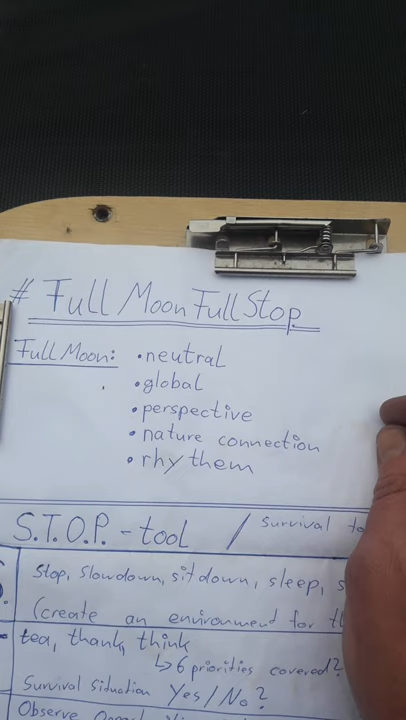 # Full Moon Full Stop
Full Moon: • neutral
• global
• perspective
• nature connection
• rhythem
S.T.O.P. - tool / survival
Stop, slowdown, sit down, sleep,
(create an environment for
tea, thank, think
↳ 6 priorities covered?
Survival situation Yes / No?
Observe